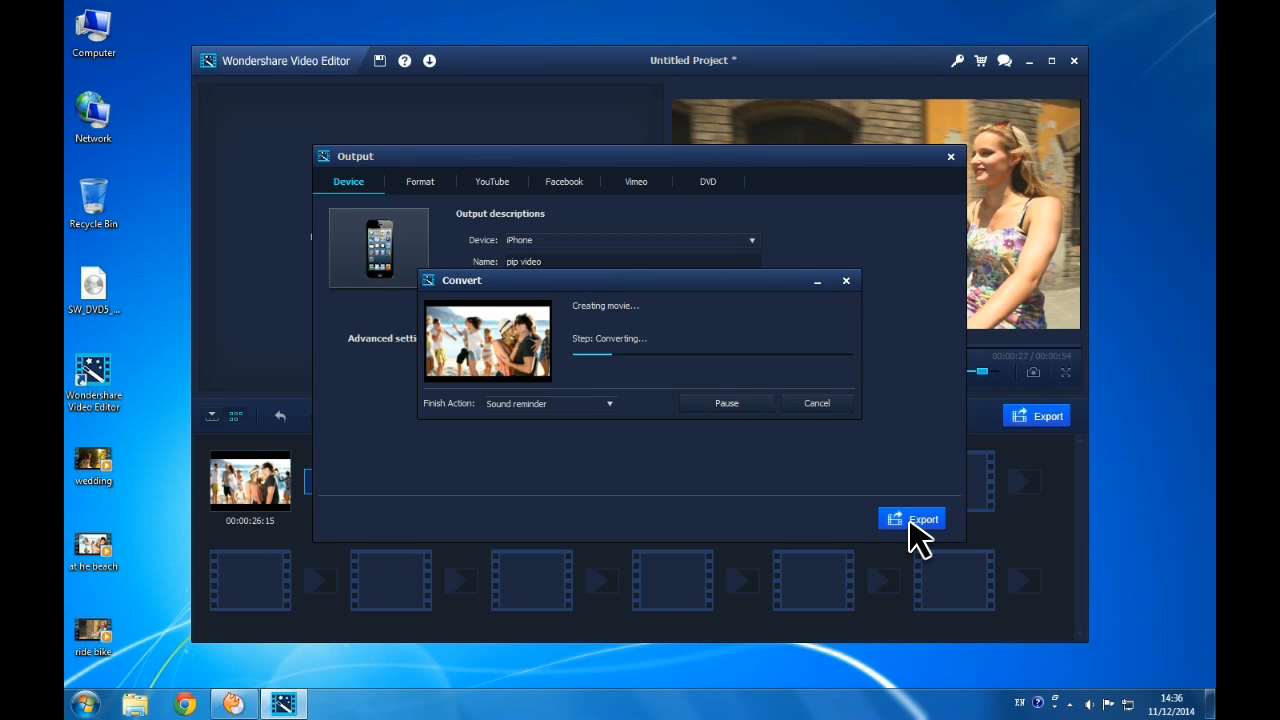 Computer
Network
Recycle Bin
SW_DVD5_...
Wondershare
Video Editor
wedding
at he beach
ride bike
Wondershare Video Editor
Untitled Project *
Output
Device
Format
YouTube
Facebook
Vimeo
DVD
Output descriptions
Device: iPhone
Name: pip video
Advanced setti
Convert
Creating movie...
Step: Converting...
Finish Action: Sound reminder
Pause
Cancel
00:00:27 / 00:00:54
Export
00:00:26:15
Export
EN
14:36
11/12/2014